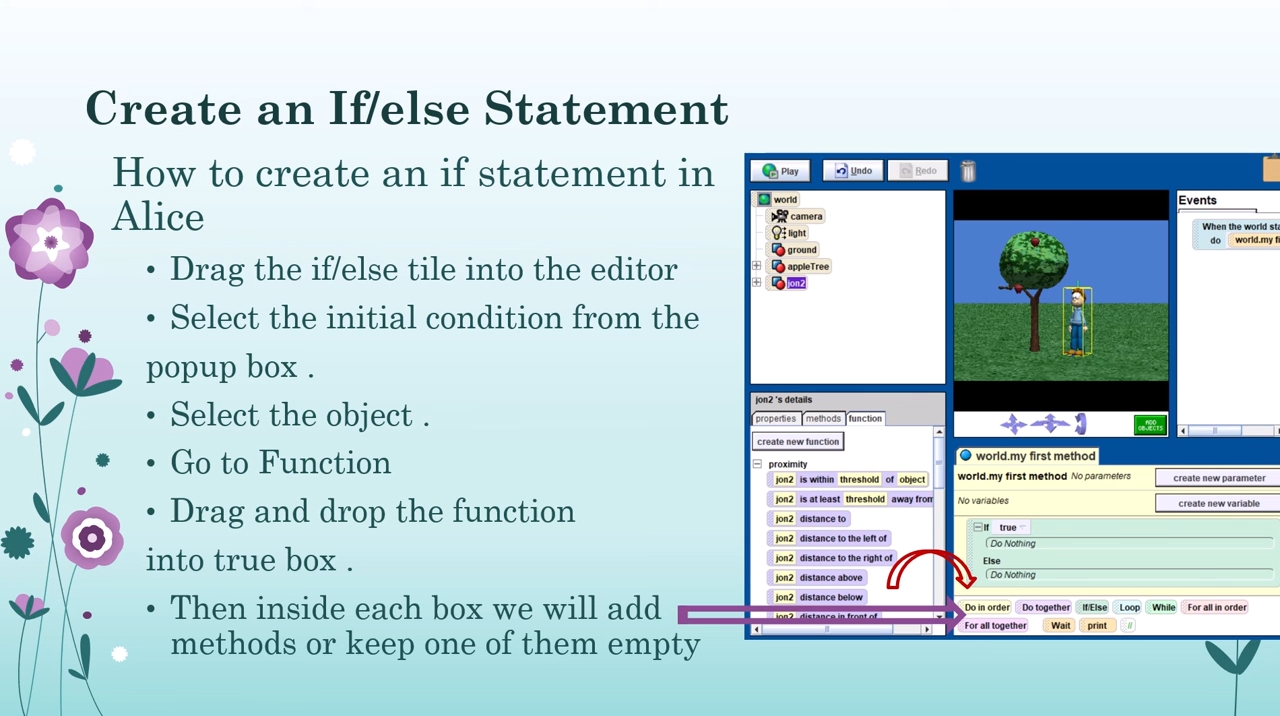 Create an If/else Statement
How to create an if statement in
Alice
• Drag the if/else tile into the editor
• Select the initial condition from the
popup box .
• Select the object .
• Go to Function
• Drag and drop the function
into true box .
• Then inside each box we will add
methods or keep one of them empty
Play Undo Redo
world
camera
light
ground
appleTree
jon2
ADD
OBJECTS
Events
When the world sta
do world.my fi
jon2 's details
properties methods function
create new function
proximity
jon2 is within threshold of object
jon2 is at least threshold away from
jon2 distance to
jon2 distance to the left of
jon2 distance to the right of
jon2 distance above
jon2 distance below
jon2 distance in front of
world.my first method
world.my first method No parameters create new parameter
No variables create new variable
If true
Do Nothing
Else
Do Nothing
Do in order Do together If/Else Loop While For all in order
For all together Wait print //